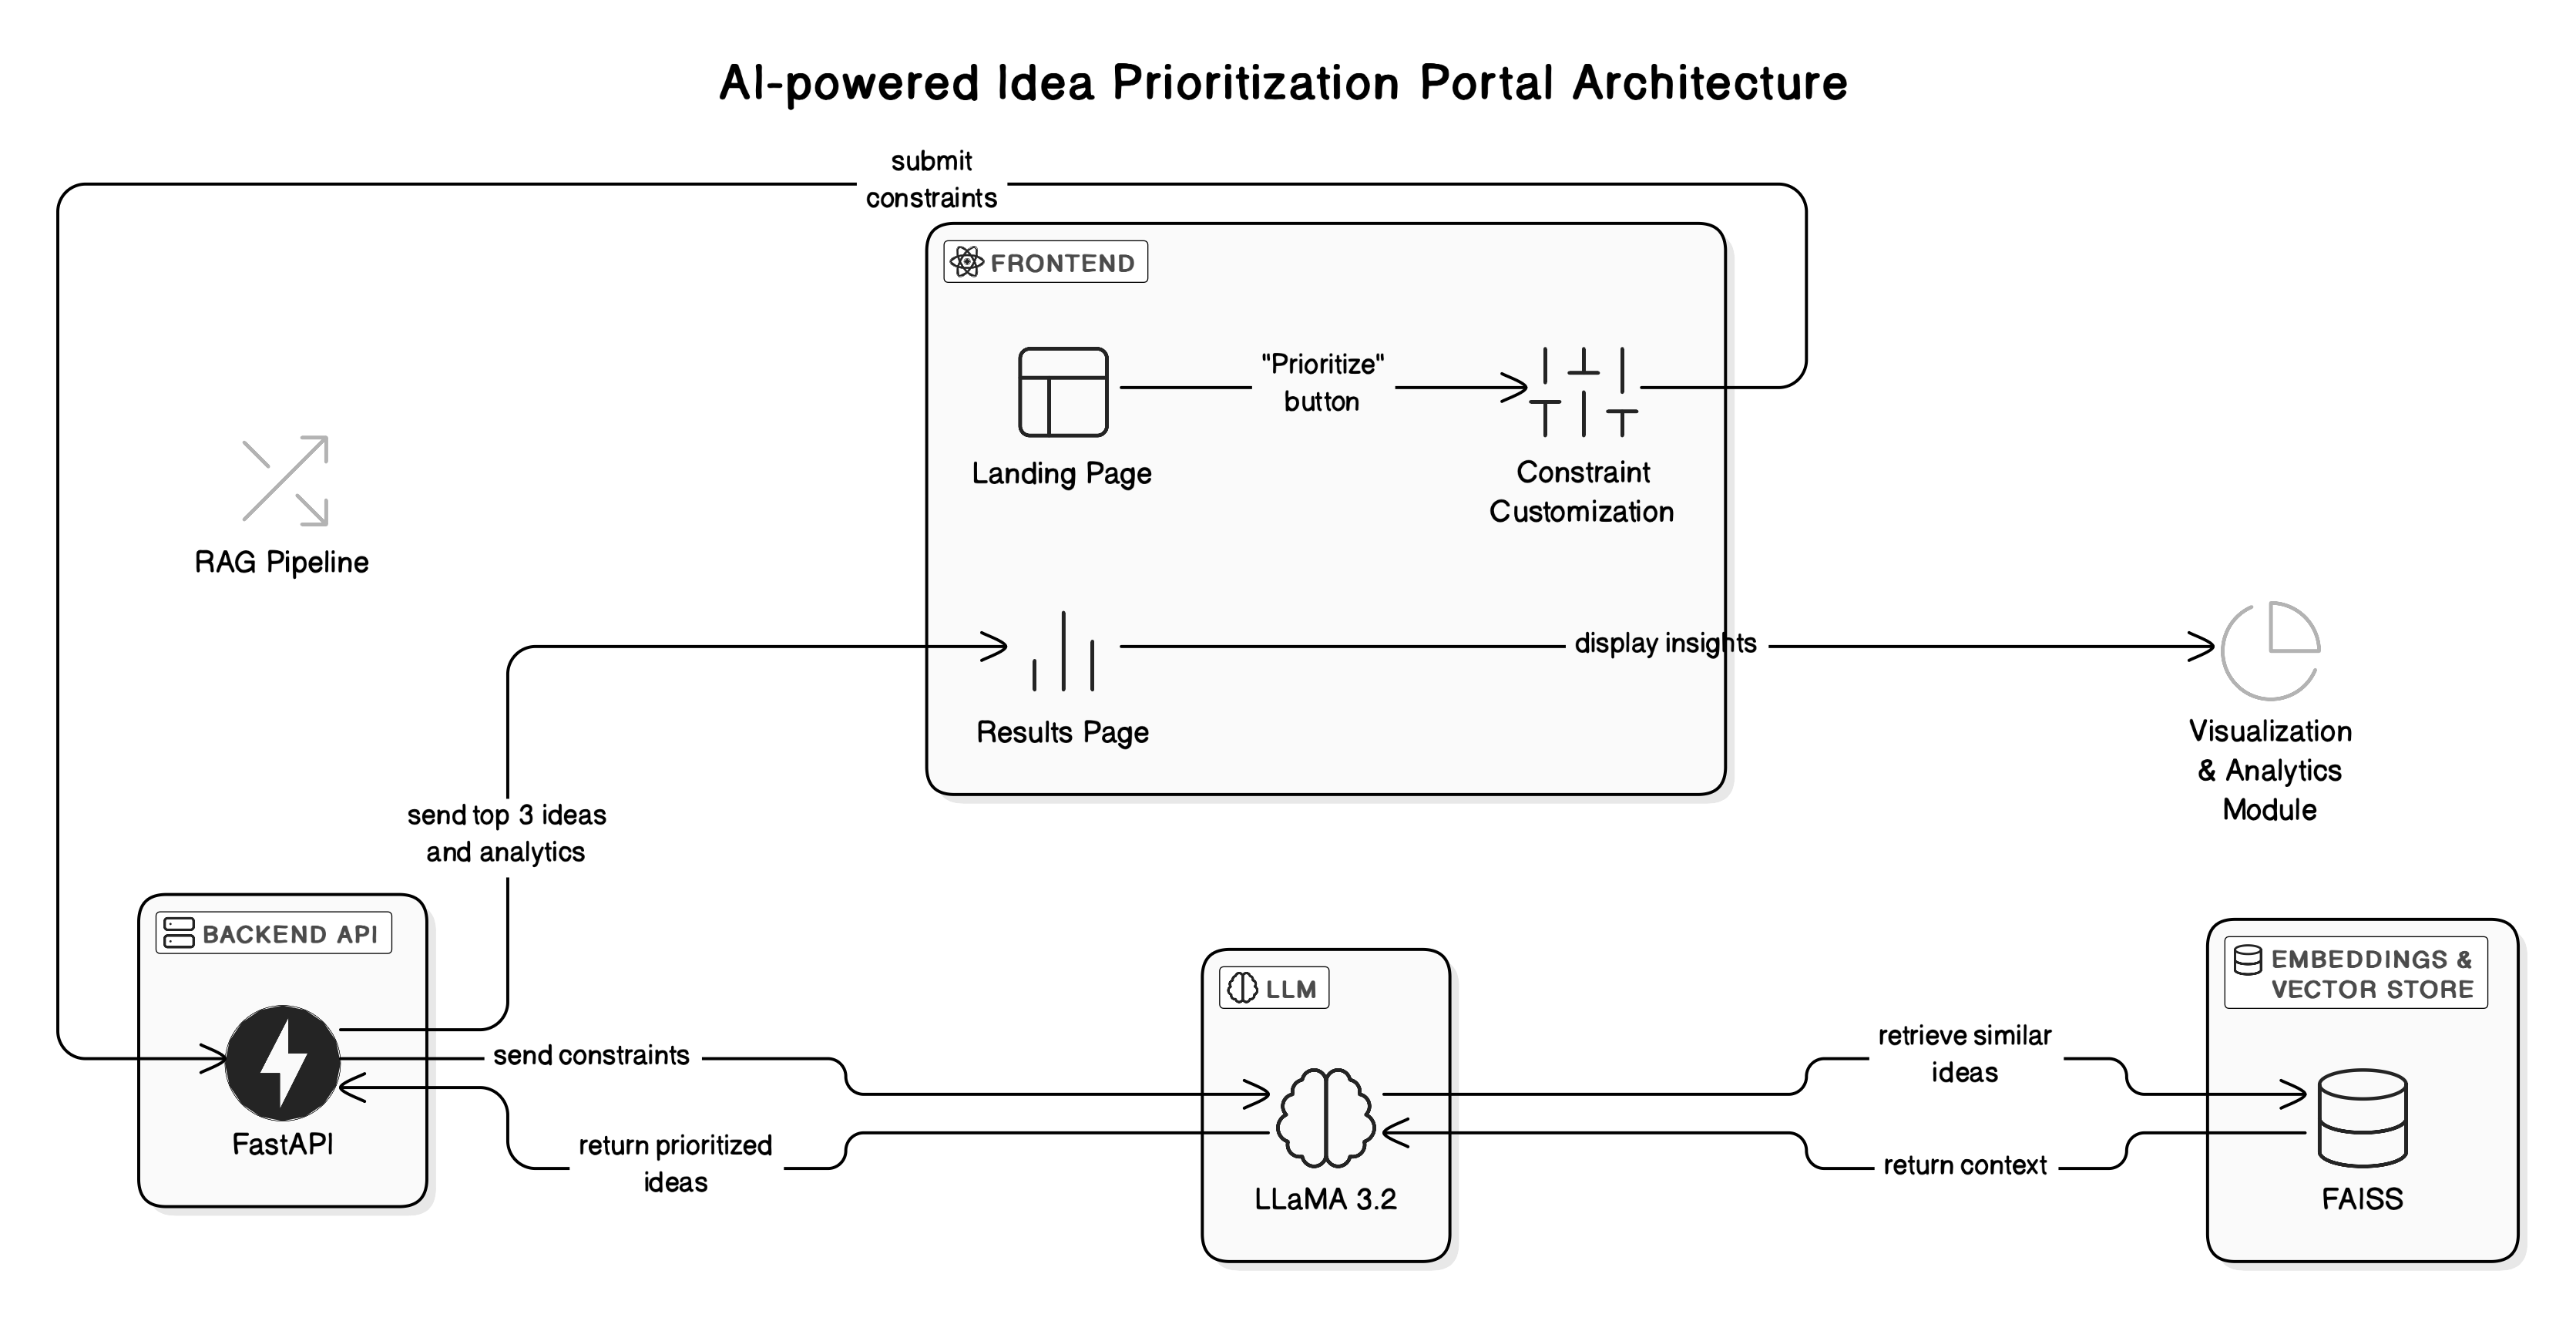 AI-powered Idea Prioritization Portal Architecture
submit
constraints
FRONTEND
"Prioritize"
button
Landing Page
Constraint
Customization
RAG Pipeline
display insights
Results Page
Visualization
& Analytics
Module
send top 3 ideas
and analytics
BACKEND API
FastAPI
send constraints
return prioritized
ideas
LLM
LLaMA 3.2
retrieve similar
ideas
return context
EMBEDDINGS &
VECTOR STORE
FAISS